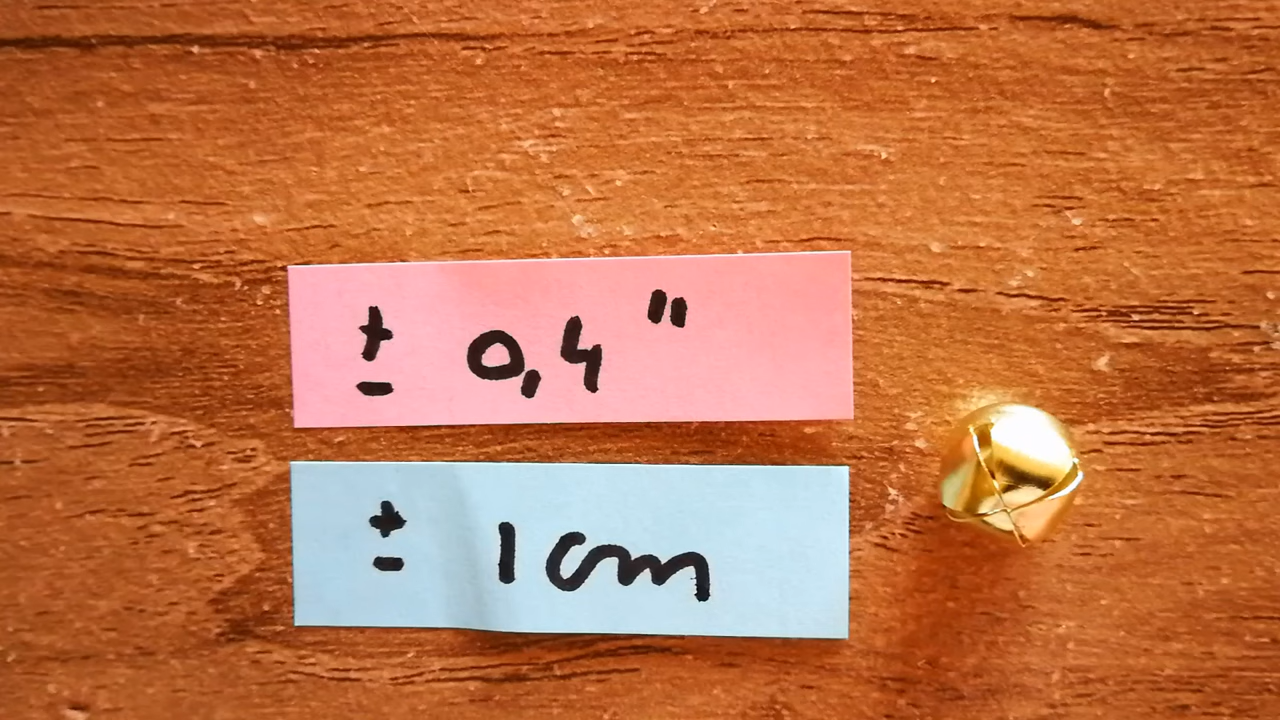 ± 0,4"
± 1cm